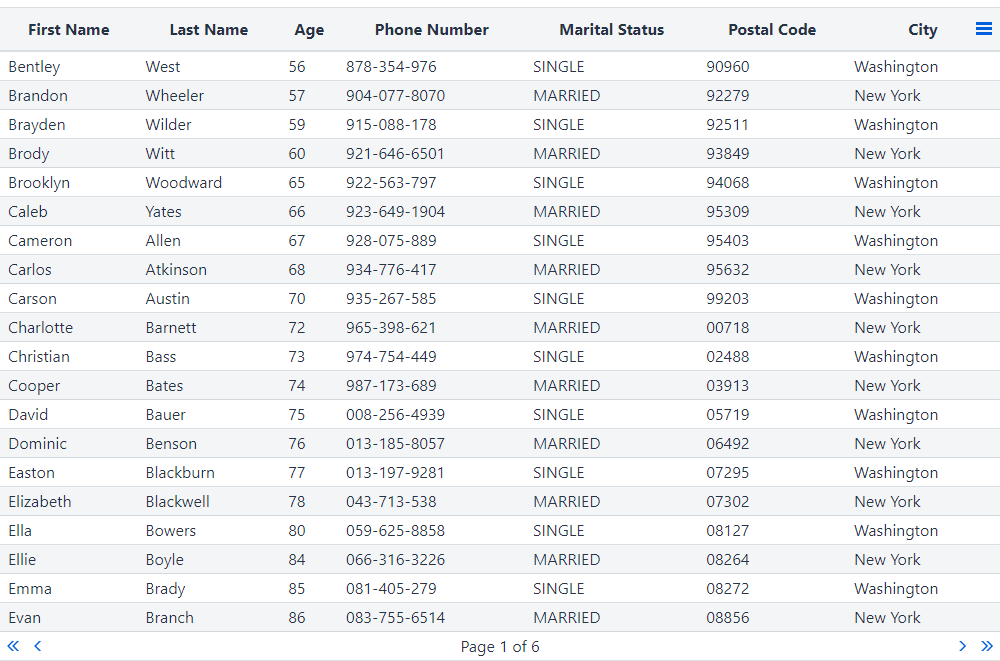 First Name Last Name Age Phone Number Marital Status Postal Code City
Bentley West 56 878-354-976 SINGLE 90960 Washington
Brandon Wheeler 57 904-077-8070 MARRIED 92279 New York
Brayden Wilder 59 915-088-178 SINGLE 92511 Washington
Brody Witt 60 921-646-6501 MARRIED 93849 New York
Brooklyn Woodward 65 922-563-797 SINGLE 94068 Washington
Caleb Yates 66 923-649-1904 MARRIED 95309 New York
Cameron Allen 67 928-075-889 SINGLE 95403 Washington
Carlos Atkinson 68 934-776-417 MARRIED 95632 New York
Carson Austin 70 935-267-585 SINGLE 99203 Washington
Charlotte Barnett 72 965-398-621 MARRIED 00718 New York
Christian Bass 73 974-754-449 SINGLE 02488 Washington
Cooper Bates 74 987-173-689 MARRIED 03913 New York
David Bauer 75 008-256-4939 SINGLE 05719 Washington
Dominic Benson 76 013-185-8057 MARRIED 06492 New York
Easton Blackburn 77 013-197-9281 SINGLE 07295 Washington
Elizabeth Blackwell 78 043-713-538 MARRIED 07302 New York
Ella Bowers 80 059-625-8858 SINGLE 08127 Washington
Ellie Boyle 84 066-316-3226 MARRIED 08264 New York
Emma Brady 85 081-405-279 SINGLE 08272 Washington
Evan Branch 86 083-755-6514 MARRIED 08856 New York
Page 1 of 6